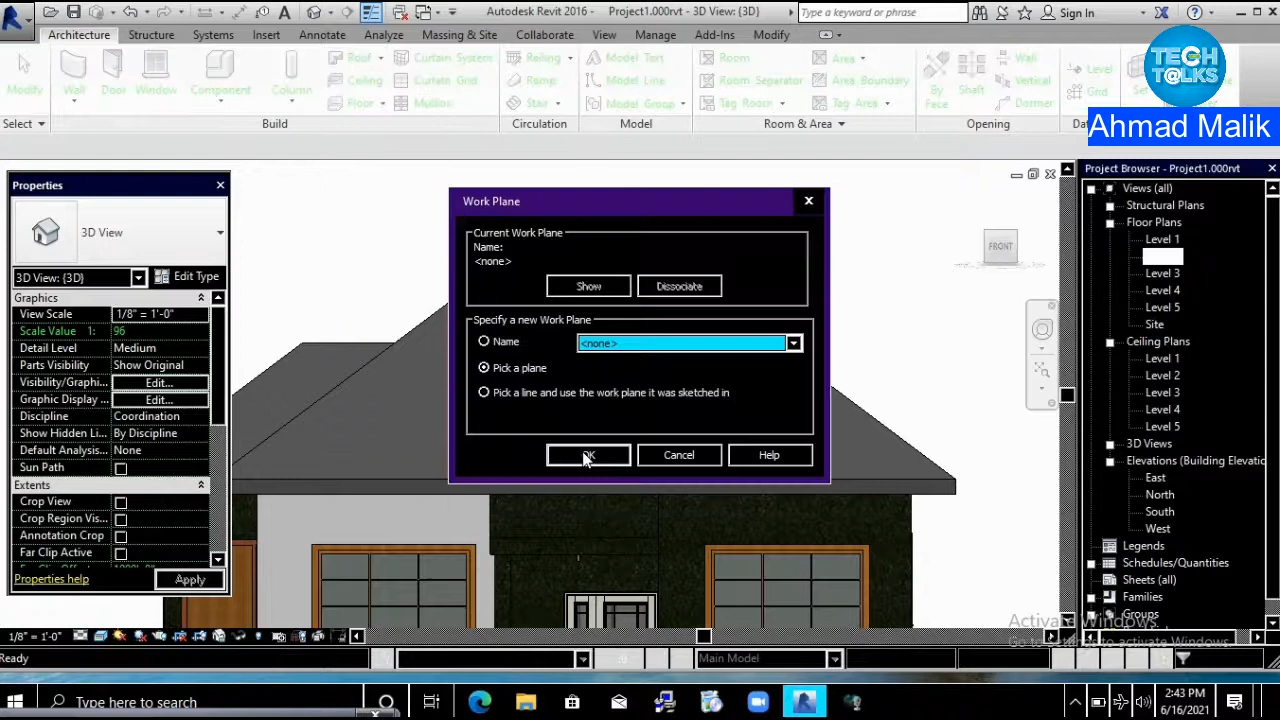 Autodesk Revit 2016 - Project1.000rvt - 3D View: {3D}
Type a keyword or phrase
Sign In
Architecture Structure Systems Insert Annotate Analyze Massing & Site Collaborate View Manage Add-Ins Modify
Modify Wall Door Window Component Column
Roof
Ceiling
Floor
Mullion
Railing
Ramp
Stair
Model Text
Model Line
Model Group
Room
Room Separator
Tag Room
Area
Area Boundary
Tag Area
By Face
Shaft
Wall
Vertical
Dormer
Level
Grid
Select Build Circulation Model Room & Area Opening
TECH
T@LKS
Ahmad Malik
Properties
3D View
3D View: {3D} Edit Type
Graphics
View Scale 1/8" = 1'-0"
Scale Value 1: 96
Detail Level Medium
Parts Visibility Show Original
Visibility/Graphi... Edit...
Graphic Display ... Edit...
Discipline Coordination
Show Hidden Li... By Discipline
Default Analysis... None
Sun Path
Extents
Crop View
Crop Region Vis...
Annotation Crop
Far Clip Active
Properties help Apply
Work Plane
Current Work Plane
Name:
<none>
Show Dissociate
Specify a new Work Plane
Name <none>
Pick a plane
Pick a line and use the work plane it was sketched in
OK Cancel Help
FRONT
Project Browser - Project1.000rvt
Views (all)
Structural Plans
Floor Plans
Level 1
Level 3
Level 4
Level 5
Site
Ceiling Plans
Level 1
Level 2
Level 3
Level 4
Level 5
3D Views
Elevations (Building Elevatic
East
North
South
West
Legends
Schedules/Quantities
Sheets (all)
Families
Groups
Activate Windows
Go to Settings to activate Windows.
1/8" = 1'-0"
Ready
Main Model
Type here to search
2:43 PM
6/16/2021